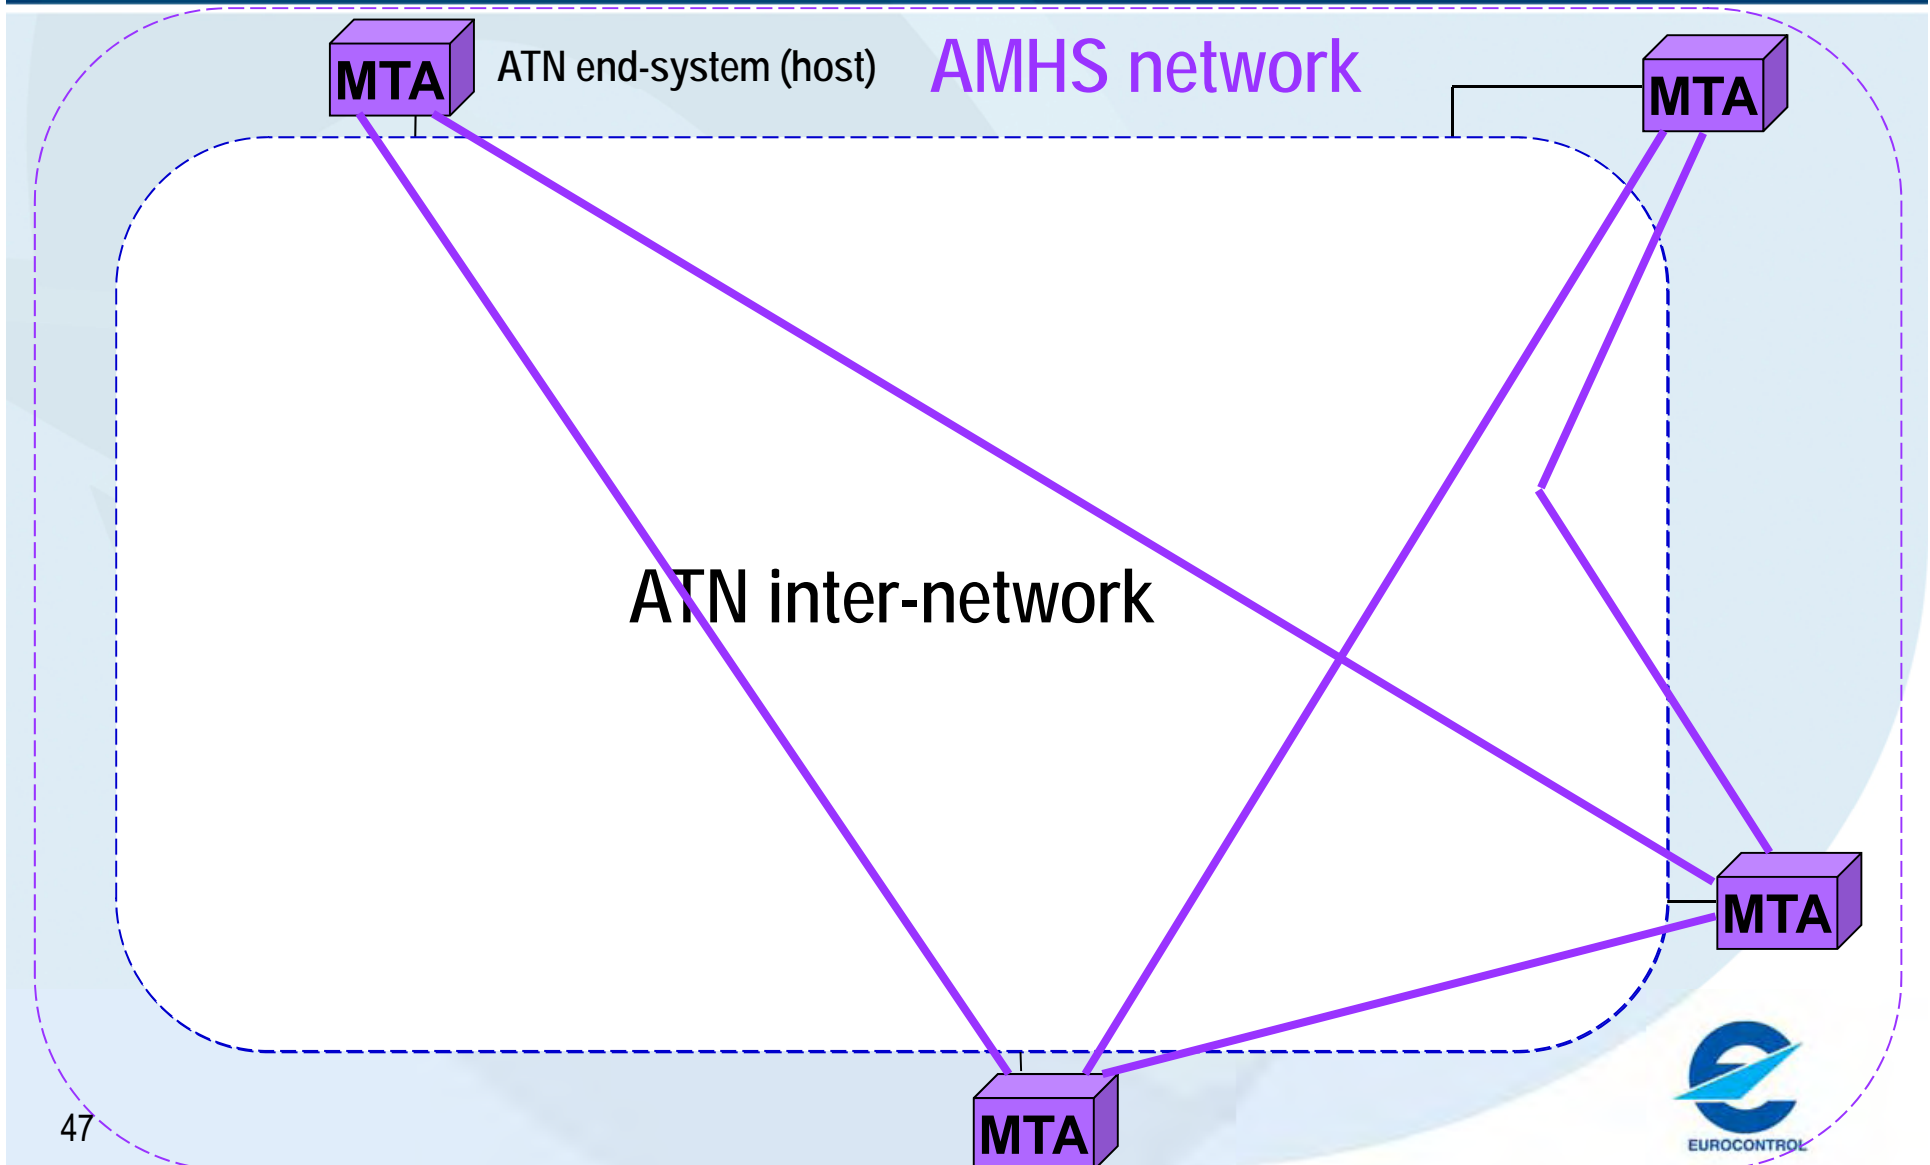 MTA
ATN end-system (host)
AMHS network
MTA
ATN inter-network
MTA
MTA
47
EUROCONTROL